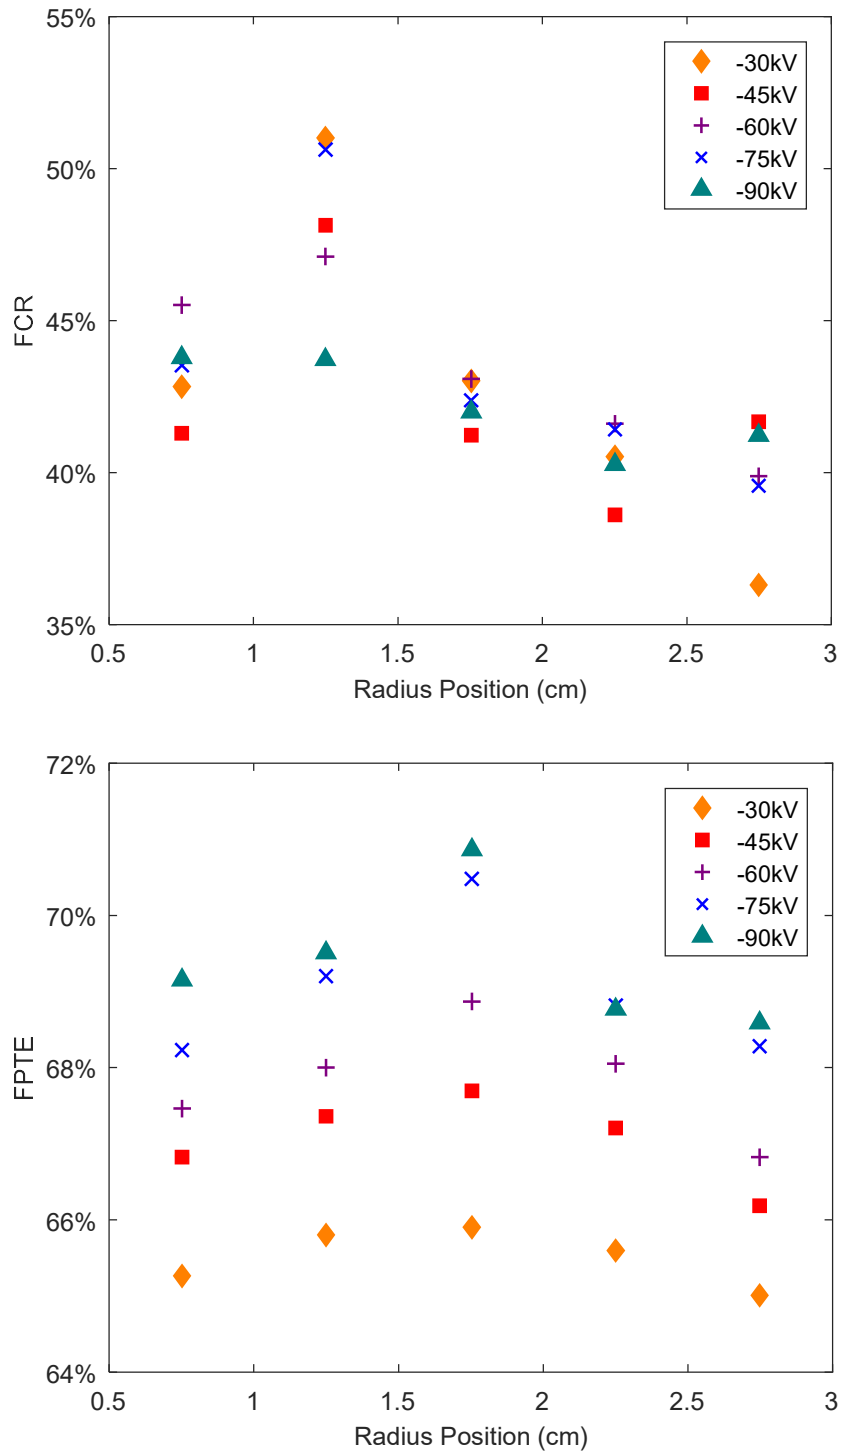 55%
50%
45%
40%
35%
FCR
-30kV
-45kV
-60kV
-75kV
-90kV
0.5 1 1.5 2 2.5 3
Radius Position (cm)
72%
70%
68%
66%
64%
FPTE
-30kV
-45kV
-60kV
-75kV
-90kV
0.5 1 1.5 2 2.5 3
Radius Position (cm)